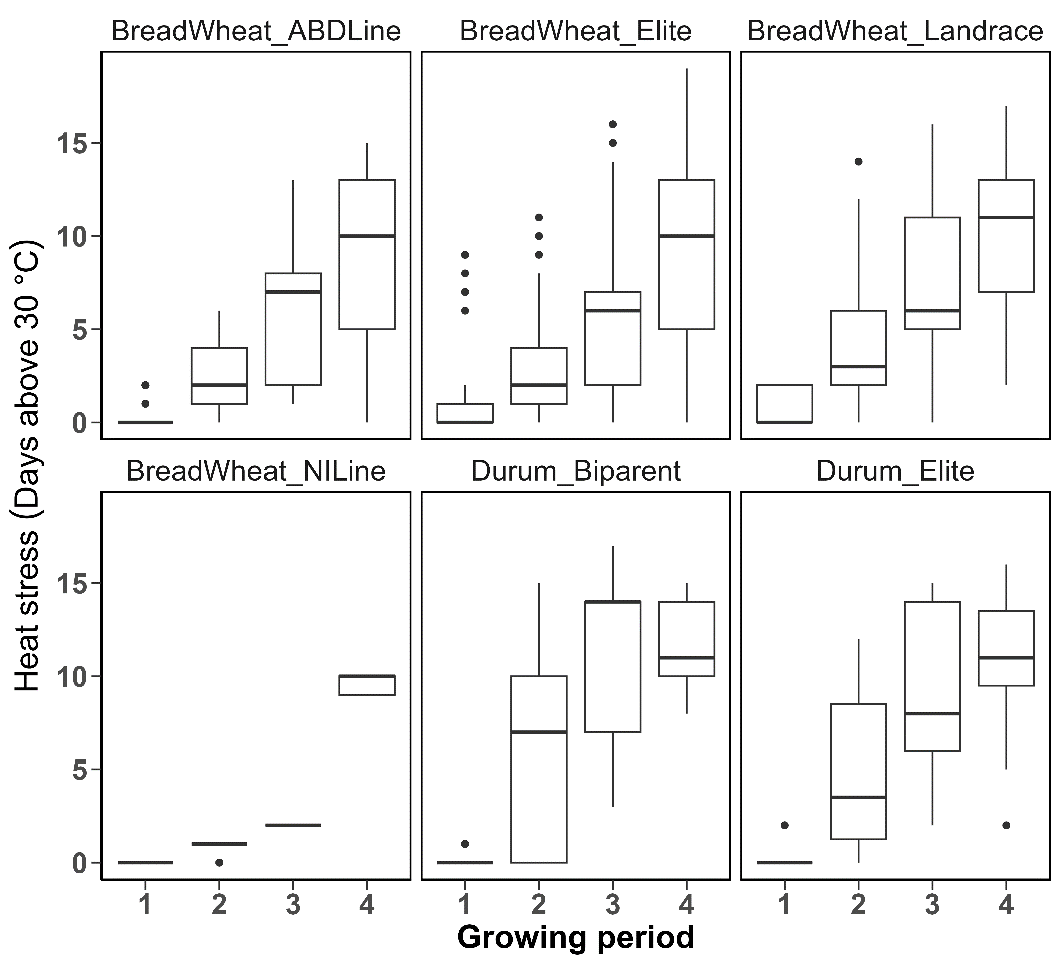 BreadWheat_ABDLine BreadWheat_Elite BreadWheat_Landrace
15
10
5
0
BreadWheat_NILine Durum_Biparent Durum_Elite
15
10
5
0
1 2 3 4 1 2 3 4 1 2 3 4
Growing period
Heat stress (Days above 30 °C)